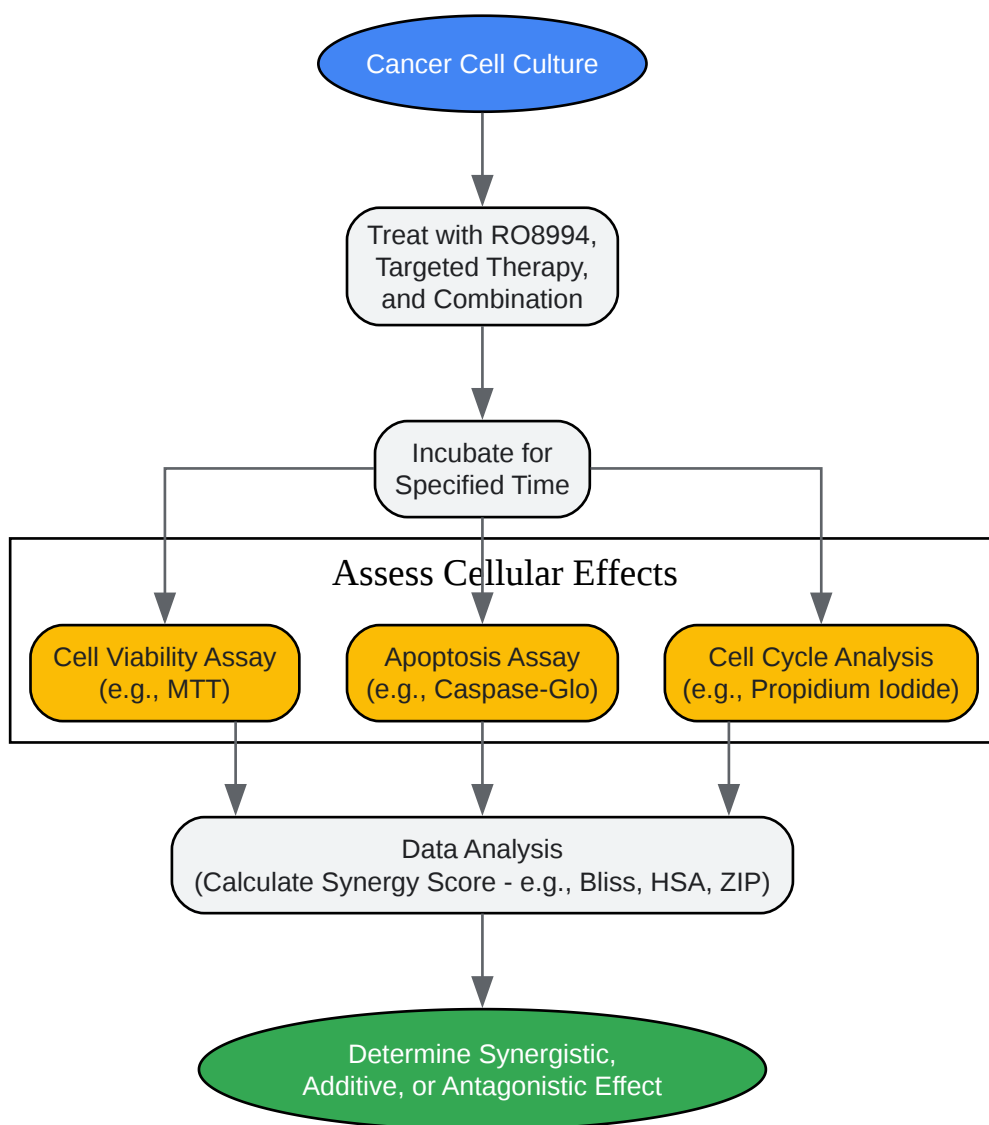 Cancer Cell Culture
Treat with RO8994,
Targeted Therapy,
and Combination
Incubate for
Specified Time
Assess Cellular Effects
Cell Viability Assay
(e.g., MTT)
Apoptosis Assay
(e.g., Caspase-Glo)
Cell Cycle Analysis
(e.g., Propidium Iodide)
Data Analysis
(Calculate Synergy Score - e.g., Bliss, HSA, ZIP)
Determine Synergistic,
Additive, or Antagonistic Effect